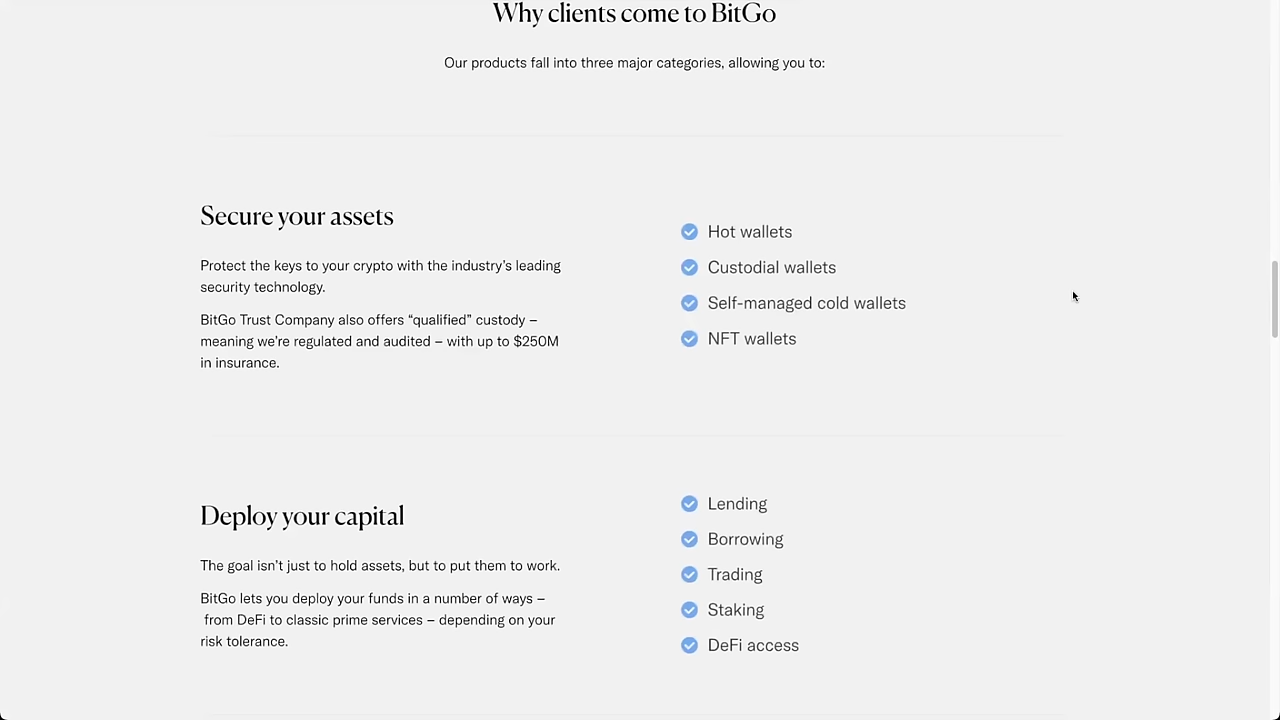 Why clients come to BitGo
Our products fall into three major categories, allowing you to:
Secure your assets
Protect the keys to your crypto with the industry’s leading
security technology.
BitGo Trust Company also offers “qualified” custody –
meaning we’re regulated and audited – with up to $250M
in insurance.
Hot wallets
Custodial wallets
Self-managed cold wallets
NFT wallets
Deploy your capital
The goal isn’t just to hold assets, but to put them to work.
BitGo lets you deploy your funds in a number of ways –
from DeFi to classic prime services – depending on your
risk tolerance.
Lending
Borrowing
Trading
Staking
DeFi access